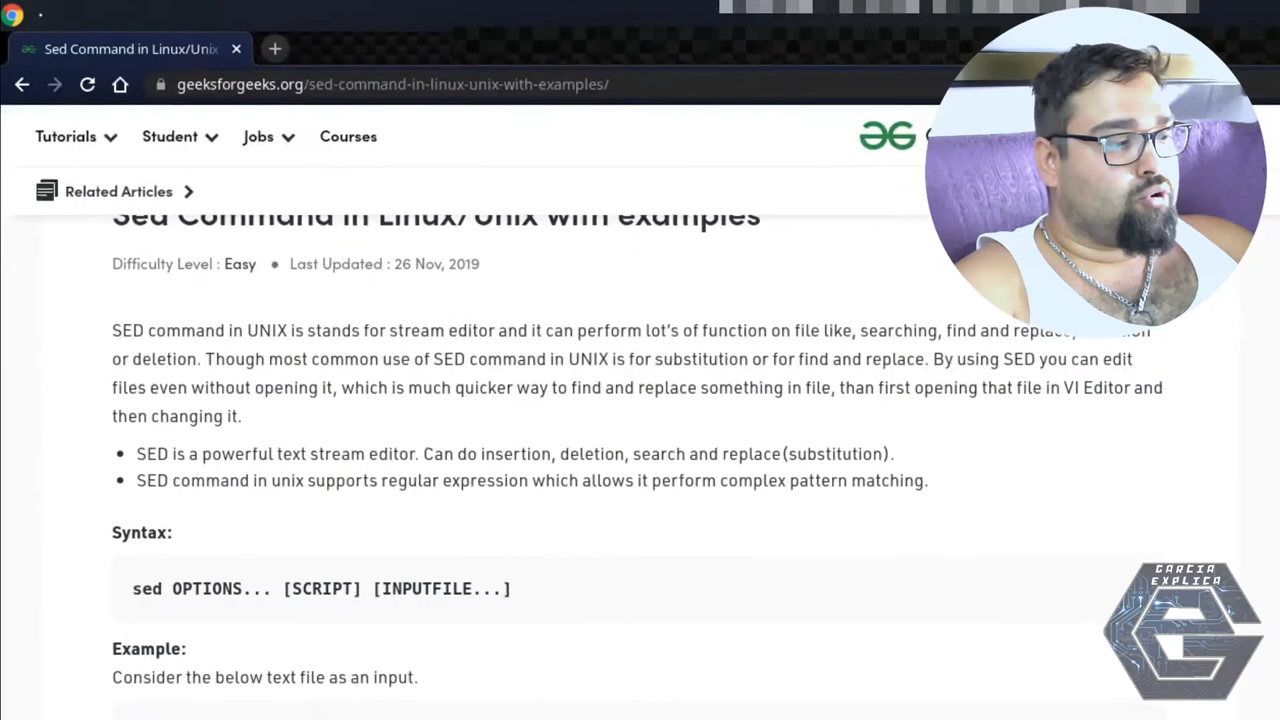 Sed Command in Linux/Unix
geeksforgeeks.org/sed-command-in-linux-unix-with-examples/
Tutorials Student Jobs Courses
Related Articles
Sed Command in Linux/Unix with examples
Difficulty Level : Easy ● Last Updated : 26 Nov, 2019
SED command in UNIX is stands for stream editor and it can perform lot's of function on file like, searching, find and
or deletion. Though most common use of SED command in UNIX is for substitution or for find and replace. By using SED you can edit
files even without opening it, which is much quicker way to find and replace something in file, than first opening that file in VI Editor and
then changing it.
• SED is a powerful text stream editor. Can do insertion, deletion, search and replace(substitution).
• SED command in unix supports regular expression which allows it perform complex pattern matching.
Syntax:
sed OPTIONS... [SCRIPT] [INPUTFILE...]
Example:
Consider the below text file as an input.
GARCIA
EXPLICA